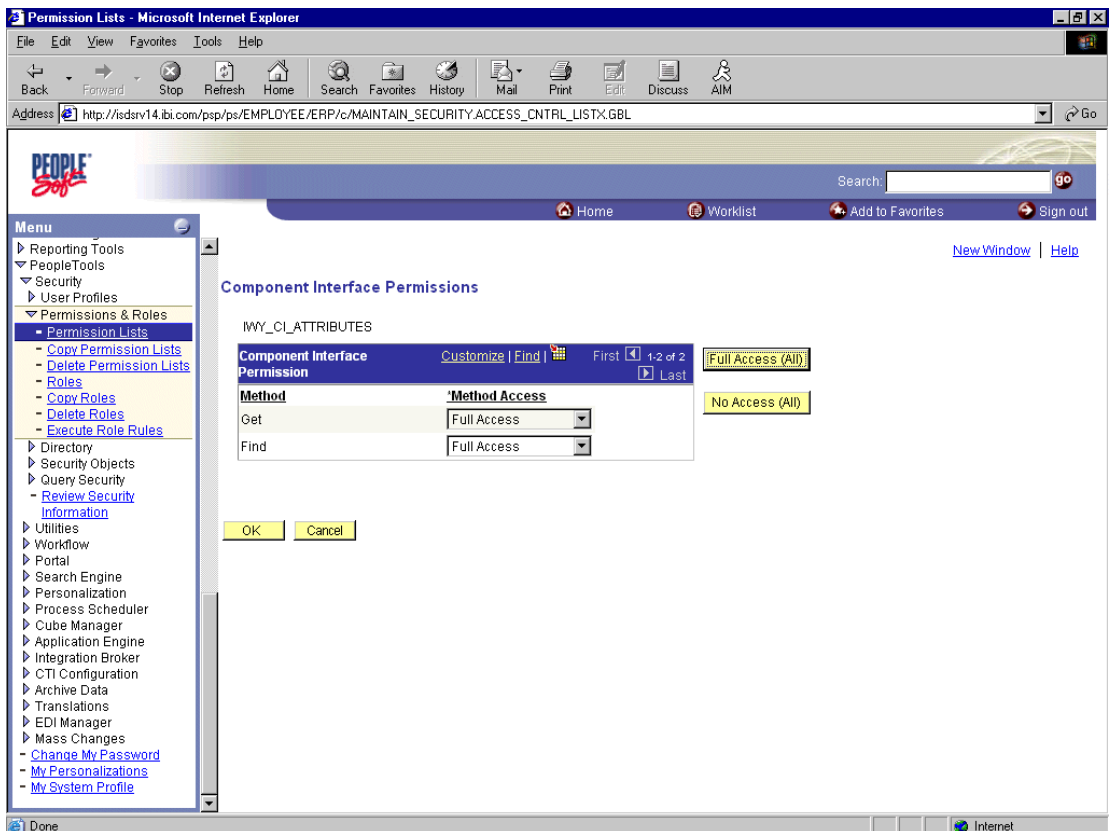 Permission Lists - Microsoft Internet Explorer
File Edit View Favorites Tools Help
Back Forward Stop Refresh Home Search Favorites History Mail Print Edit Discuss AIM
Address http://isdsrv14.ibi.com/psp/ps/EMPLOYEE/ERP/c/MAINTAIN_SECURITY.ACCESS_CNTRL_LISTX.GBL Go
PEOPLE Soft
Search: go
Home Worklist Add to Favorites Sign out
Menu
Reporting Tools
PeopleTools
Security
User Profiles
Permissions & Roles
- Permission Lists
- Copy Permission Lists
- Delete Permission Lists
- Roles
- Copy Roles
- Delete Roles
- Execute Role Rules
Directory
Security Objects
Query Security
- Review Security
Information
Utilities
Workflow
Portal
Search Engine
Personalization
Process Scheduler
Cube Manager
Application Engine
Integration Broker
CTI Configuration
Archive Data
Translations
EDI Manager
Mass Changes
- Change My Password
- My Personalizations
- My System Profile
New Window | Help
Component Interface Permissions
IWY_CI_ATTRIBUTES
Component Interface Customize | Find | First 1-2 of 2
Permission Last
Method *Method Access
Get Full Access
Find Full Access
Full Access (All)
No Access (All)
OK Cancel
Done Internet